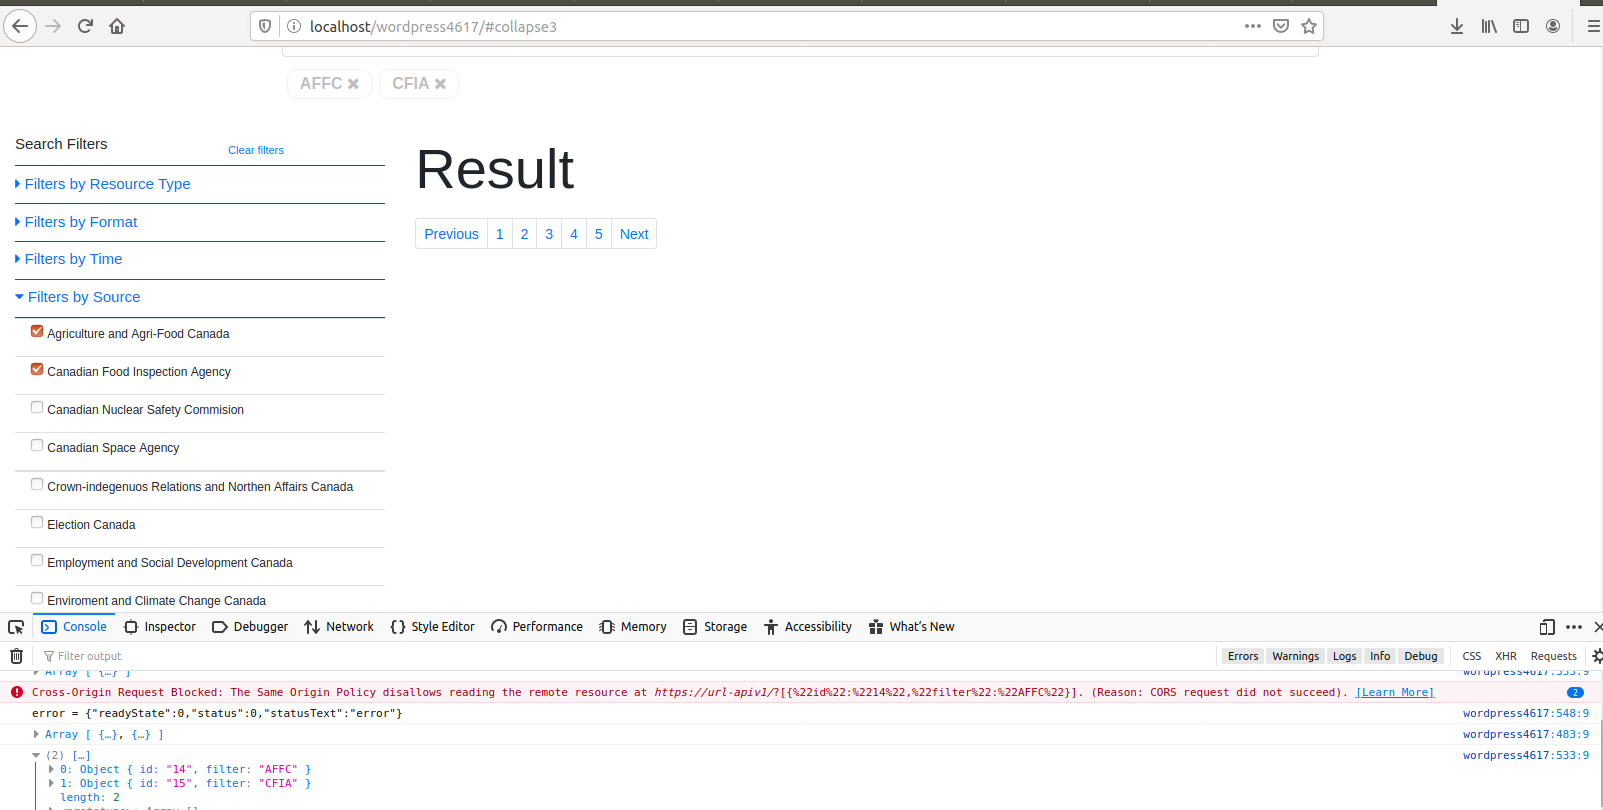 localhost/wordpress4617/#collapse3
AFFC ✖ CFIA ✖
Search Filters
Clear filters
Result
Filters by Resource Type
Filters by Format
Previous 1 2 3 4 5 Next
Filters by Time
Filters by Source
Agriculture and Agri-Food Canada
Canadian Food Inspection Agency
Canadian Nuclear Safety Commision
Canadian Space Agency
Crown-indegenuos Relations and Northen Affairs Canada
Election Canada
Employment and Social Development Canada
Enviroment and Climate Change Canada
Console Inspector Debugger Network Style Editor Performance Memory Storage Accessibility What's New
Filter output Errors Warnings Logs Info Debug CSS XHR Requests
Array [ {…} ] wordpress4617:533:9
Cross-Origin Request Blocked: The Same Origin Policy disallows reading the remote resource at https://url-apiv1/?[{%22id%22:%2214%22,%22filter%22:%22AFFC%22}]. (Reason: CORS request did not succeed). [Learn More] 2
error = {"readyState":0,"status":0,"statusText":"error"} wordpress4617:548:9
Array [ {…}, {…} ] wordpress4617:483:9
(2) […] wordpress4617:533:9
0: Object { id: "14", filter: "AFFC" }
1: Object { id: "15", filter: "CFIA" }
length: 2